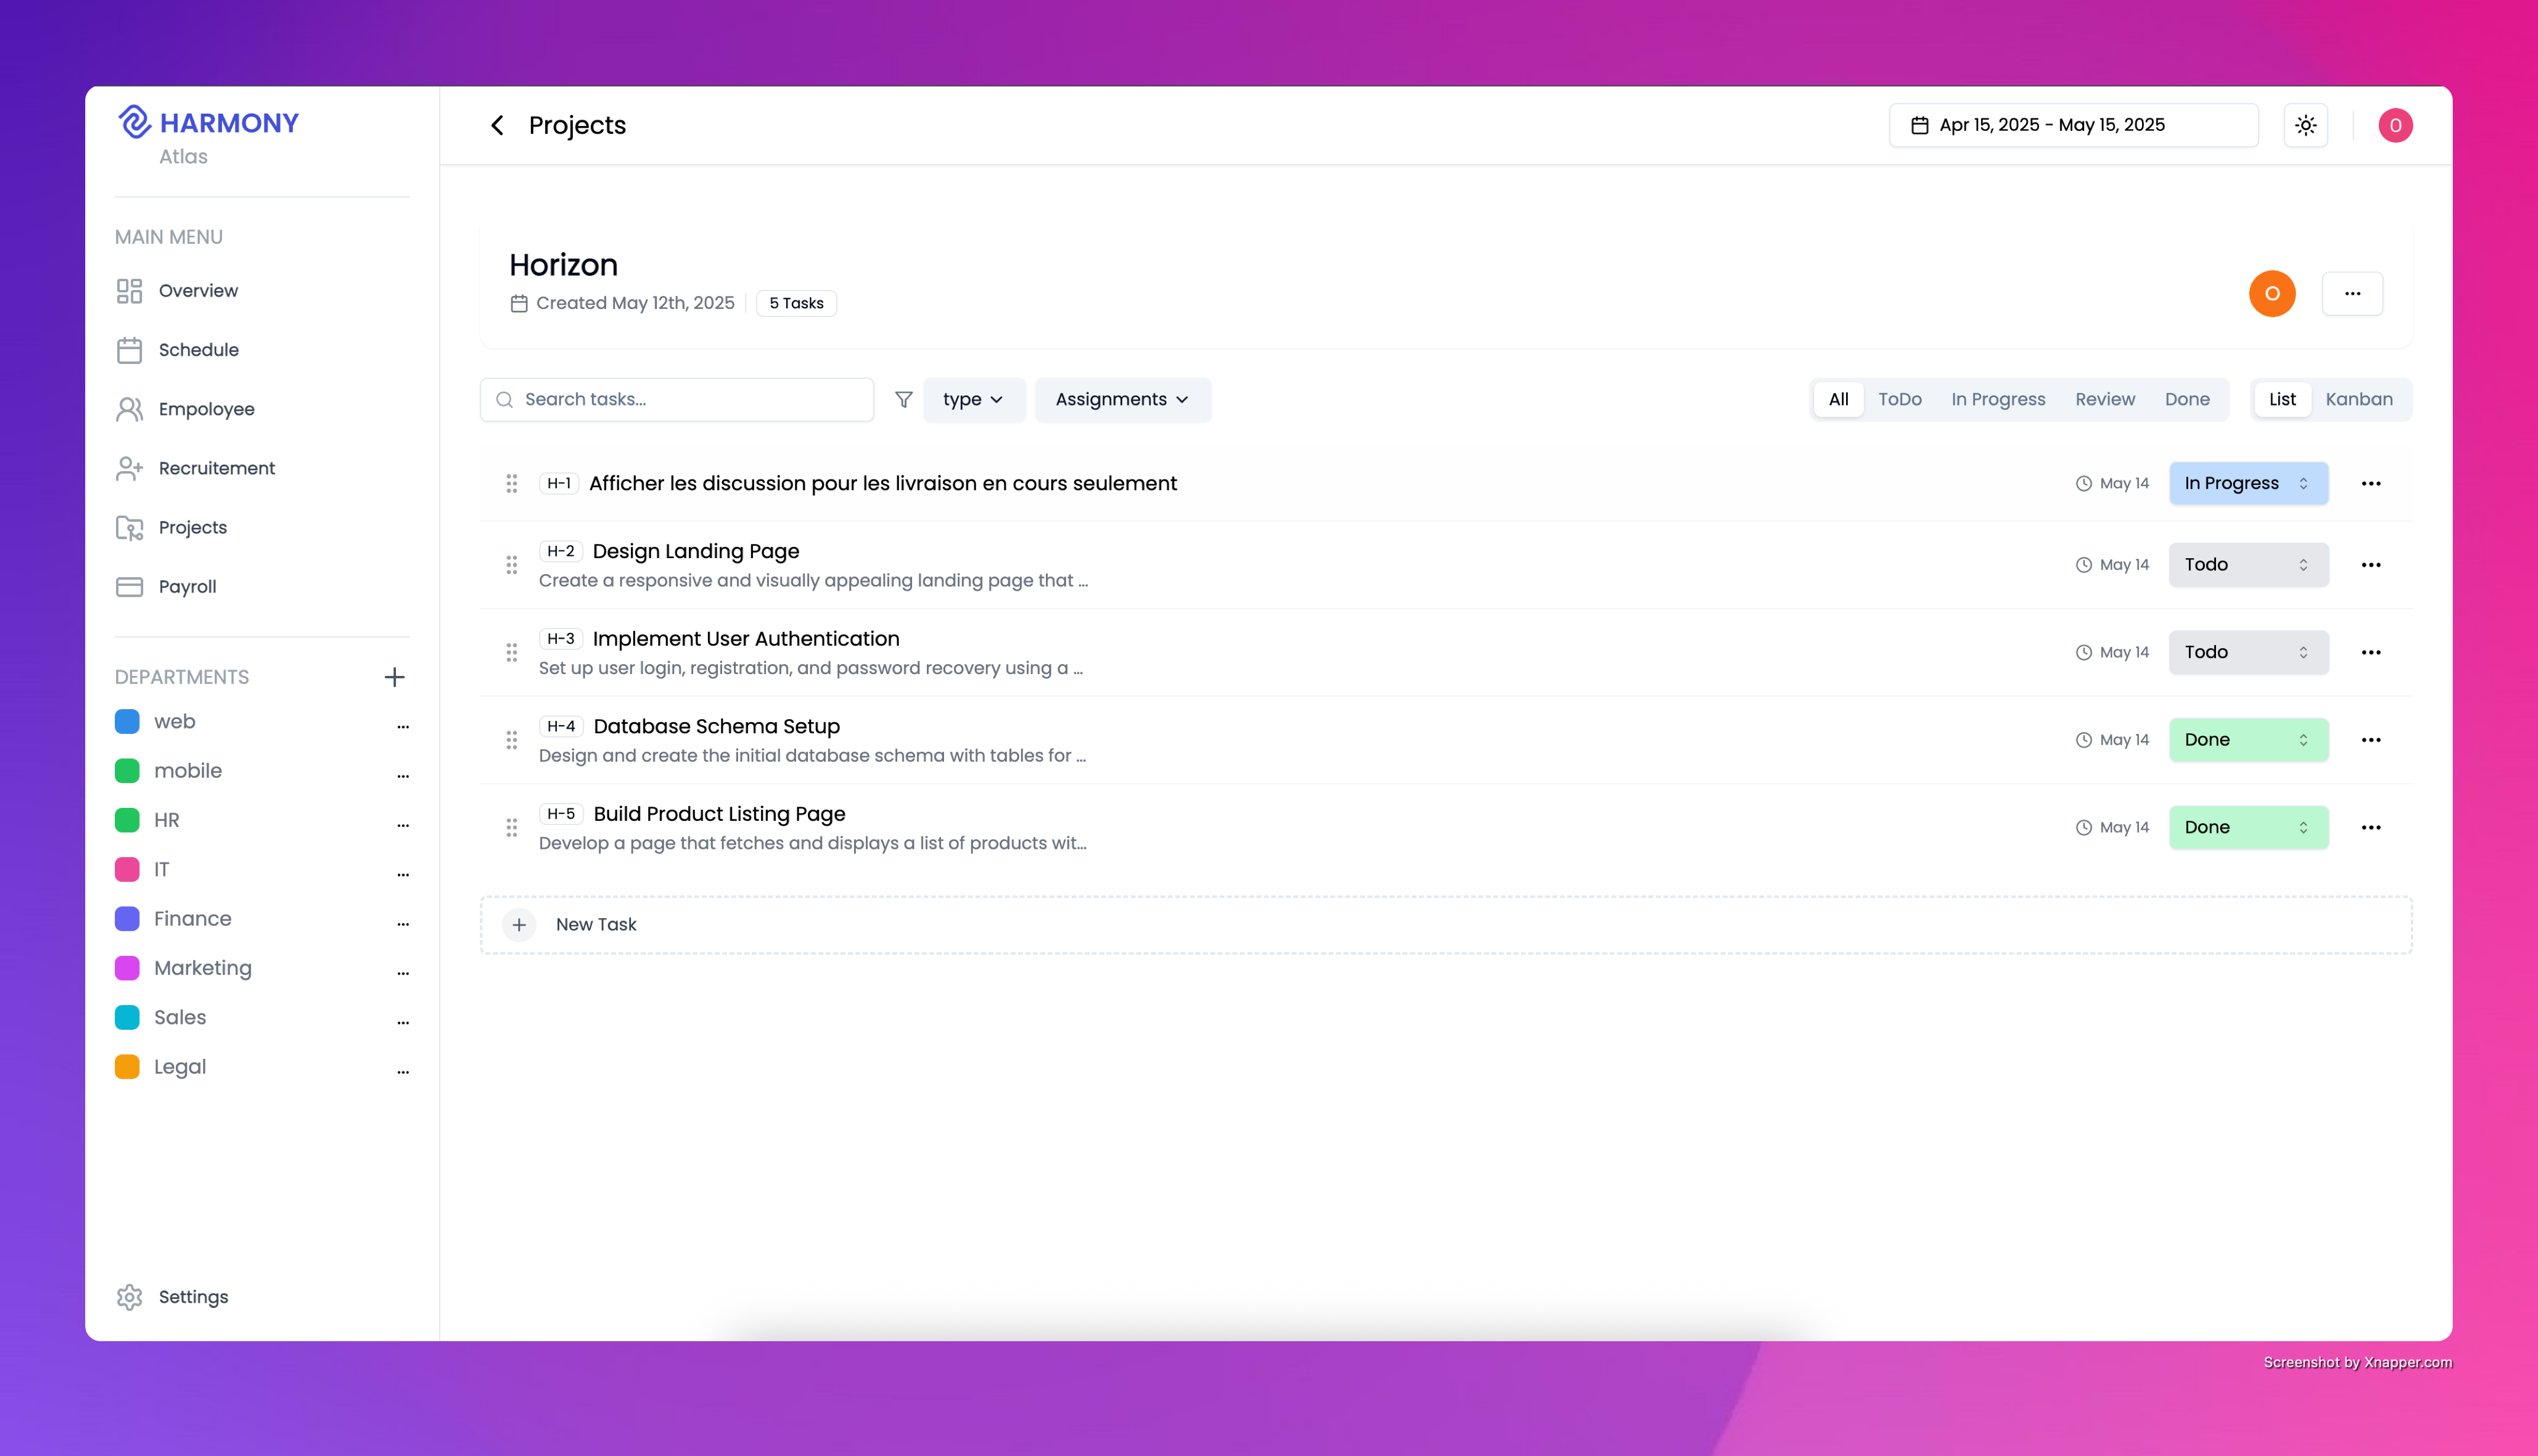 HARMONY
Atlas
MAIN MENU
Overview
Schedule
Empoloyee
Recruitement
Projects
Payroll
DEPARTMENTS
web
...
mobile
...
HR
...
IT
...
Finance
...
Marketing
...
Sales
...
Legal
...
Settings
Projects
Apr 15, 2025 - May 15, 2025
O
Horizon
Created May 12th, 2025
5 Tasks
O
Search tasks...
type
Assignments
All
ToDo
In Progress
Review
Done
List
Kanban
H-1 Afficher les discussion pour les livraison en cours seulement
May 14
In Progress
H-2 Design Landing Page
Create a responsive and visually appealing landing page that ...
May 14
Todo
H-3 Implement User Authentication
Set up user login, registration, and password recovery using a ...
May 14
Todo
H-4 Database Schema Setup
Design and create the initial database schema with tables for ...
May 14
Done
H-5 Build Product Listing Page
Develop a page that fetches and displays a list of products wit...
May 14
Done
New Task
Screenshot by Xnapper.com